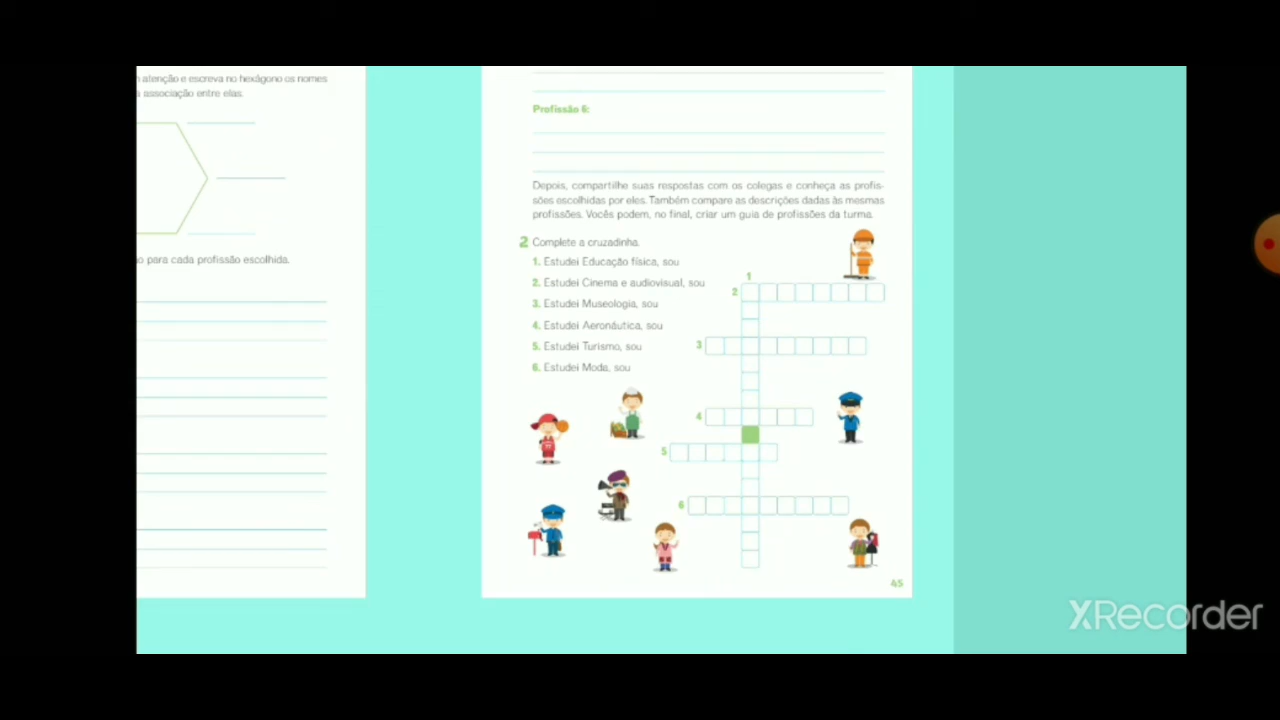 m atenção e escreva no hexágono os nomes
a associação entre elas.
o para cada profissão escolhida.
Profissão 6:
Depois, compartilhe suas respostas com os colegas e conheça as profis-
sões escolhidas por eles. Também compare as descrições dadas às mesmas
profissões. Vocês podem, no final, criar um guia de profissões da turma.
2 Complete a cruzadinha.
1. Estudei Educação física, sou
2. Estudei Cinema e audiovisual, sou
3. Estudei Museologia, sou
4. Estudei Aeronáutica, sou
5. Estudei Turismo, sou
6. Estudei Moda, sou
1
2
3
4
5
6
45
XRecorder